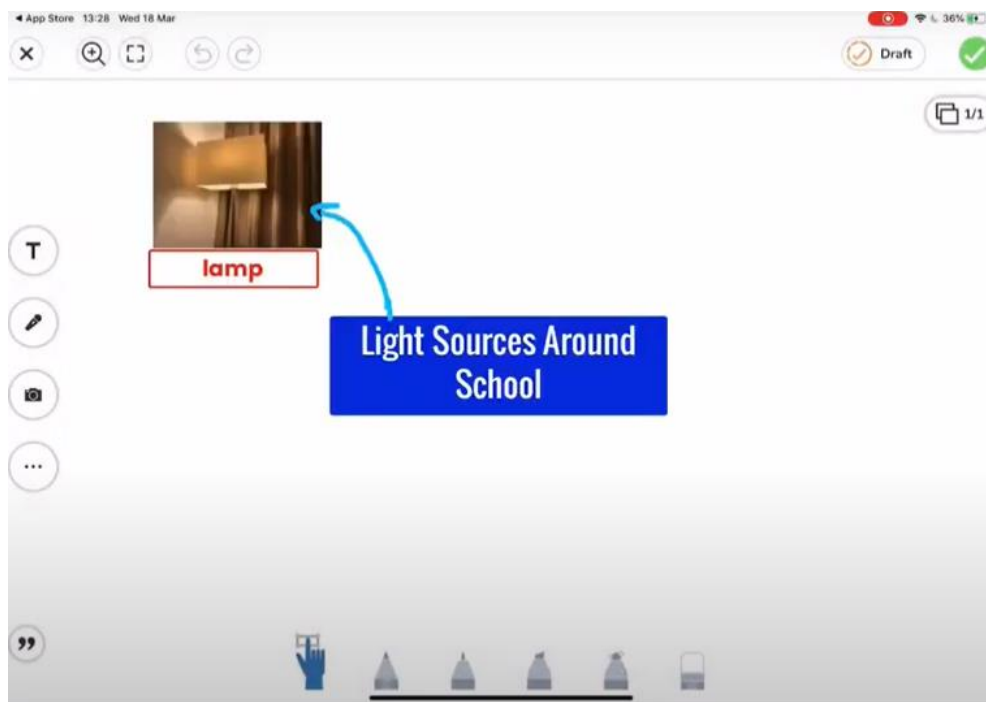 App Store 13:28 Wed 18 Mar
36%
Draft
1/1
T
lamp
Light Sources Around
School